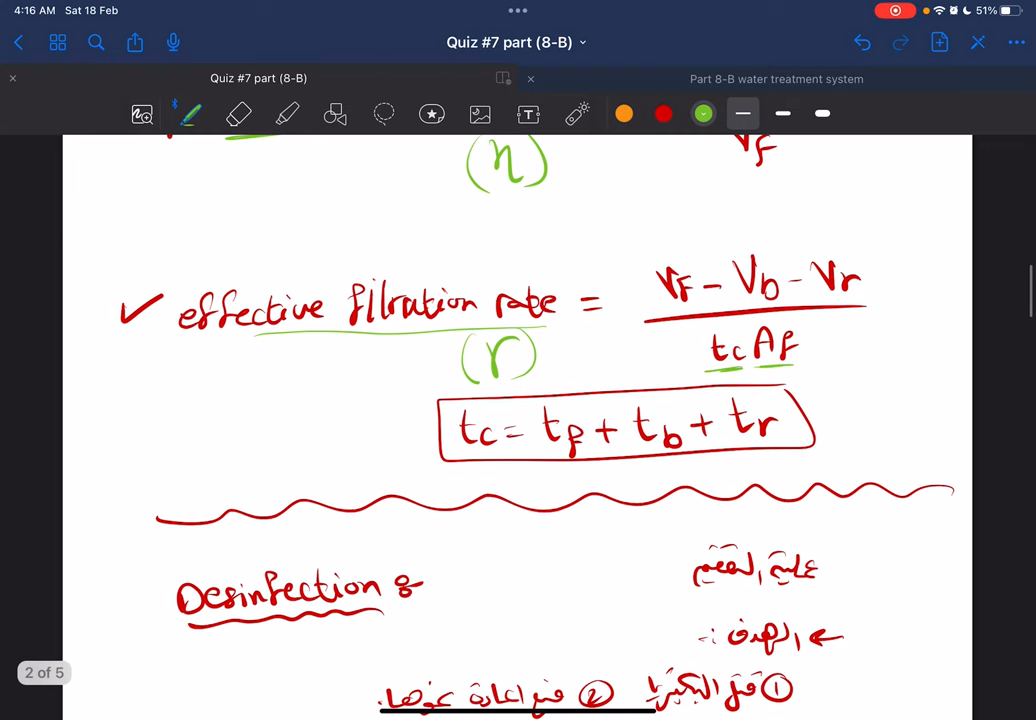 4:16 AM Sat 18 Feb 51%
Quiz #7 part (8-B)
Quiz #7 part (8-B) Part 8-B water treatment system
(η) Vf
✓ effective filration rate = Vf - Vb - Vr
(r) tc Af
tc = tf + tb + tr
Desinfection :
عملية التعقيم
← الهدف :-
① قتل البكتيريا ② منع اعادة نموها.
2 of 5